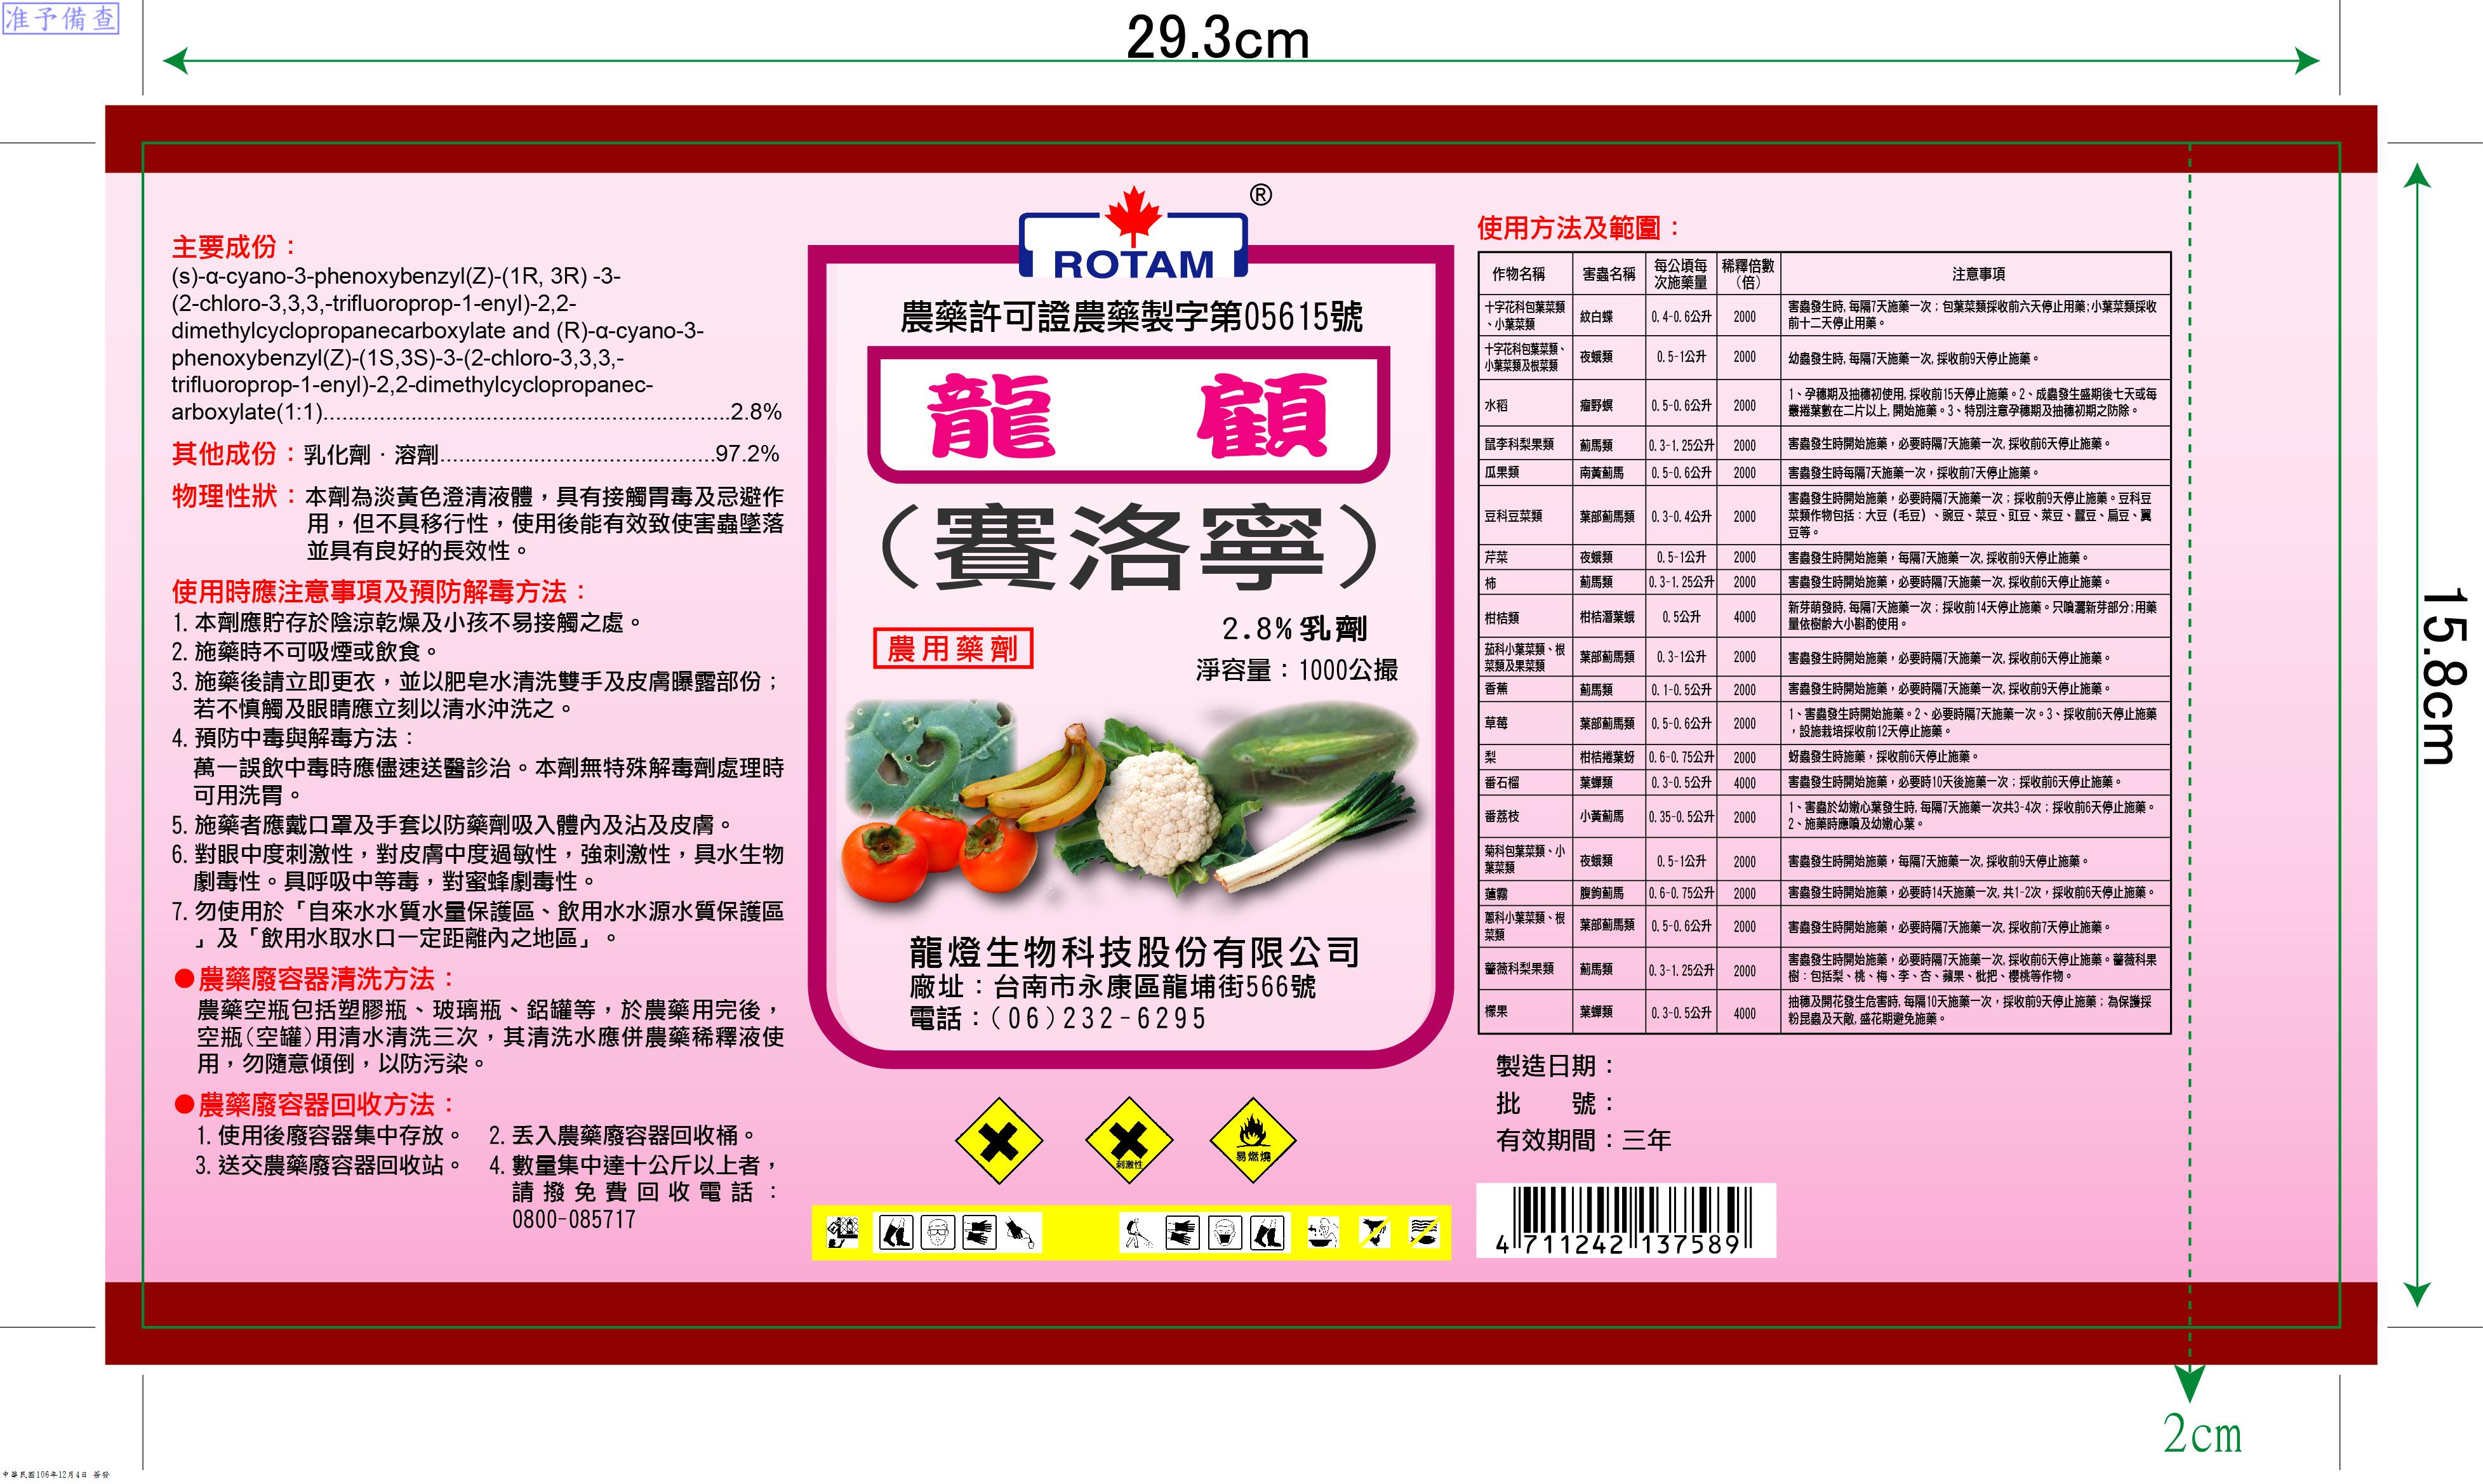 准予備查
29.3cm
主要成份：
(s)-α-cyano-3-phenoxybenzyl(Z)-(1R, 3R) -3-
(2-chloro-3,3,3,-trifluoroprop-1-enyl)-2,2-
dimethylcyclopropanecarboxylate and (R)-α-cyano-3-
phenoxybenzyl(Z)-(1S,3S)-3-(2-chloro-3,3,3,-
trifluoroprop-1-enyl)-2,2-dimethylcyclopropanec-
arboxylate(1:1)................................................................2.8%
其他成份：乳化劑．溶劑...........................................97.2%
物理性狀：本劑為淡黃色澄清液體，具有接觸胃毒及忌避作
用，但不具移行性，使用後能有效致使害蟲墜落
並具有良好的長效性。
使用時應注意事項及預防解毒方法：
1. 本劑應貯存於陰涼乾燥及小孩不易接觸之處。
2. 施藥時不可吸煙或飲食。
3. 施藥後請立即更衣，並以肥皂水清洗雙手及皮膚曝露部份；
若不慎觸及眼睛應立刻以清水沖洗之。
4. 預防中毒與解毒方法：
萬一誤飲中毒時應儘速送醫診治。本劑無特殊解毒劑處理時
可用洗胃。
5. 施藥者應戴口罩及手套以防藥劑吸入體內及沾及皮膚。
6. 對眼中度刺激性，對皮膚中度過敏性，強刺激性，具水生物
劇毒性。具呼吸中等毒，對蜜蜂劇毒性。
7. 勿使用於「自來水水質水量保護區、飲用水水源水質保護區
」及「飲用水取水口一定距離內之地區」。
●農藥廢容器清洗方法：
農藥空瓶包括塑膠瓶、玻璃瓶、鋁罐等，於農藥用完後，
空瓶(空罐)用清水清洗三次，其清洗水應併農藥稀釋液使
用，勿隨意傾倒，以防污染。
●農藥廢容器回收方法：
1. 使用後廢容器集中存放。 2. 丟入農藥廢容器回收桶。
3. 送交農藥廢容器回收站。 4. 數量集中達十公斤以上者，
請撥免費回收電話：
0800-085717
®
ROTAM
農藥許可證農藥製字第05615號
龍 顧
（賽洛寧）
農用藥劑
2.8%乳劑
淨容量：1000公撮
龍燈生物科技股份有限公司
廠址：台南市永康區龍埔街566號
電話：(06)232-6295
刺激性
易燃燒
使用方法及範圍：
作物名稱 害蟲名稱 每公頃每次施藥量 稀釋倍數（倍） 注意事項
十字花科包葉菜類、小葉菜類 紋白蝶 0.4-0.6公升 2000 害蟲發生時,每隔7天施藥一次；包葉菜類採收前六天停止用藥;小葉菜類採收前十二天停止用藥。
十字花科包葉菜類、小葉菜類及根菜類 夜蛾類 0.5-1公升 2000 幼蟲發生時,每隔7天施藥一次,採收前9天停止施藥。
水稻 瘤野螟 0.5-0.6公升 2000 1、孕穗期及抽穗初使用,採收前15天停止施藥。2、成蟲發生盛期後七天或每叢捲葉數在二片以上,開始施藥。3、特別注意孕穗期及抽穗初期之防除。
鼠李科梨果類 薊馬類 0.3-1.25公升 2000 害蟲發生時開始施藥，必要時隔7天施藥一次,採收前6天停止施藥。
瓜果類 南黃薊馬 0.5-0.6公升 2000 害蟲發生時每隔7天施藥一次，採收前7天停止施藥。
豆科豆菜類 葉部薊馬類 0.3-0.4公升 2000 害蟲發生時開始施藥，必要時隔7天施藥一次；採收前9天停止施藥。豆科豆菜類作物包括：大豆（毛豆）、豌豆、菜豆、豇豆、萊豆、蠶豆、扁豆、翼豆等。
芹菜 夜蛾類 0.5-1公升 2000 害蟲發生時開始施藥，每隔7天施藥一次,採收前9天停止施藥。
柿 薊馬類 0.3-1.25公升 2000 害蟲發生時開始施藥，必要時隔7天施藥一次,採收前6天停止施藥。
柑桔類 柑桔潛葉蛾 0.5公升 4000 新芽萌發時,每隔7天施藥一次；採收前14天停止施藥。只噴灑新芽部分;用藥量依樹齡大小斟酌使用。
茄科小葉菜類、根菜類及果菜類 葉部薊馬類 0.3-1公升 2000 害蟲發生時開始施藥，必要時隔7天施藥一次,採收前6天停止施藥。
香蕉 薊馬類 0.1-0.5公升 2000 害蟲發生時開始施藥，必要時隔7天施藥一次,採收前9天停止施藥。
草莓 葉部薊馬類 0.5-0.6公升 2000 1、害蟲發生時開始施藥。2、必要時隔7天施藥一次。3、採收前6天停止施藥，設施栽培採收前12天停止施藥。
梨 柑桔捲葉蚜 0.6-0.75公升 2000 蚜蟲發生時施藥，採收前6天停止施藥。
番石榴 葉蟬類 0.3-0.5公升 4000 害蟲發生時開始施藥，必要時10天後施藥一次；採收前6天停止施藥。
番荔枝 小黃薊馬 0.35-0.5公升 2000 1、害蟲於幼嫩心葉發生時,每隔7天施藥一次共3-4次；採收前6天停止施藥。2、施藥時應噴及幼嫩心葉。
菊科包葉菜類、小葉菜類 夜蛾類 0.5-1公升 2000 害蟲發生時開始施藥，每隔7天施藥一次,採收前9天停止施藥。
蓮霧 腹鉤薊馬 0.6-0.75公升 2000 害蟲發生時開始施藥，必要時14天施藥一次,共1-2次，採收前6天停止施藥。
蔥科小葉菜類、根菜類 葉部薊馬類 0.5-0.6公升 2000 害蟲發生時開始施藥，必要時隔7天施藥一次,採收前7天停止施藥。
薔薇科梨果類 薊馬類 0.3-1.25公升 2000 害蟲發生時開始施藥，必要時隔7天施藥一次,採收前6天停止施藥。薔薇科果樹：包括梨、桃、梅、李、杏、蘋果、枇把、櫻桃等作物。
檬果 葉蟬類 0.3-0.5公升 4000 抽穗及開花發生危害時,每隔10天施藥一次，採收前9天停止施藥；為保護採粉昆蟲及天敵,盛花期避免施藥。
製造日期：
批 號：
有效期間：三年
4 711242 137589
15.8cm
2cm
中華民國106年12月4日 簽發